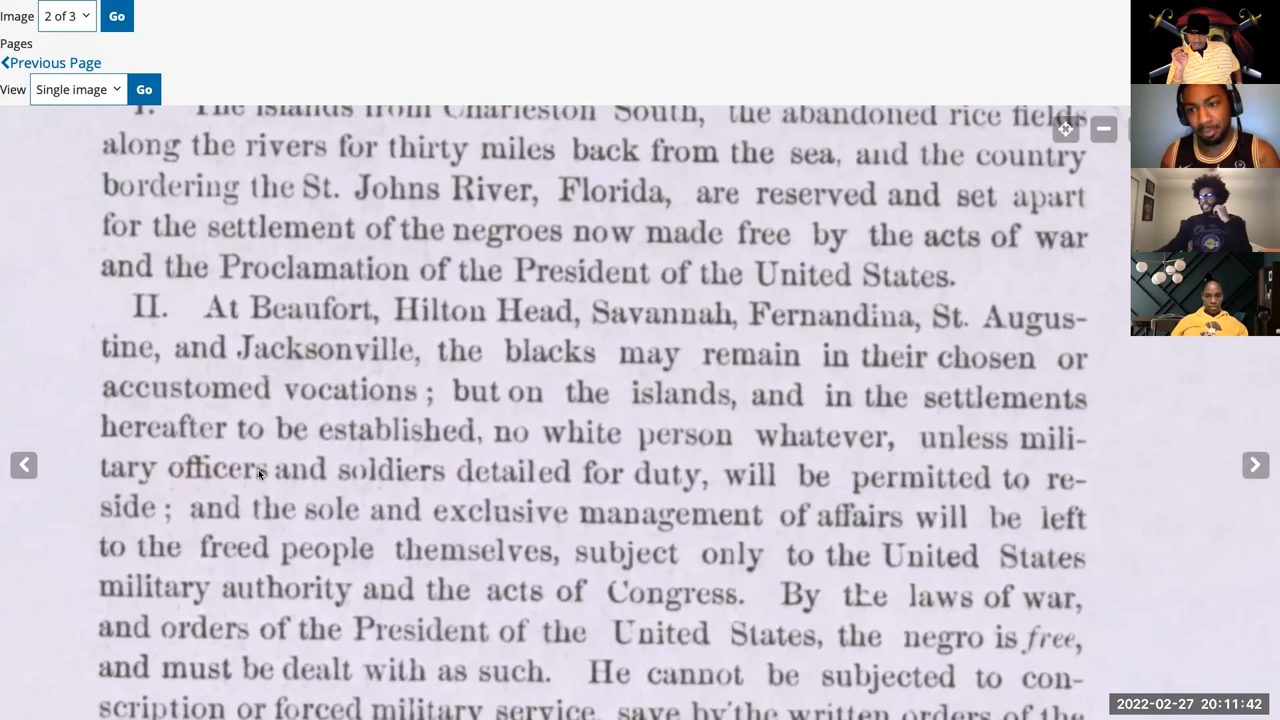 Image 2 of 3 Go
Pages
Previous Page
View Single image Go
I. The islands from Charleston South, the abandoned rice fields
along the rivers for thirty miles back from the sea, and the country
bordering the St. Johns River, Florida, are reserved and set apart
for the settlement of the negroes now made free by the acts of war
and the Proclamation of the President of the United States.
II. At Beaufort, Hilton Head, Savannah, Fernandina, St. Augus-
tine, and Jacksonville, the blacks may remain in their chosen or
accustomed vocations; but on the islands, and in the settlements
hereafter to be established, no white person whatever, unless mili-
tary officers and soldiers detailed for duty, will be permitted to re-
side; and the sole and exclusive management of affairs will be left
to the freed people themselves, subject only to the United States
military authority and the acts of Congress. By the laws of war,
and orders of the President of the United States, the negro is free,
and must be dealt with as such. He cannot be subjected to con-
scription or forced military service, save by the written orders of the
2022-02-27 20:11:42